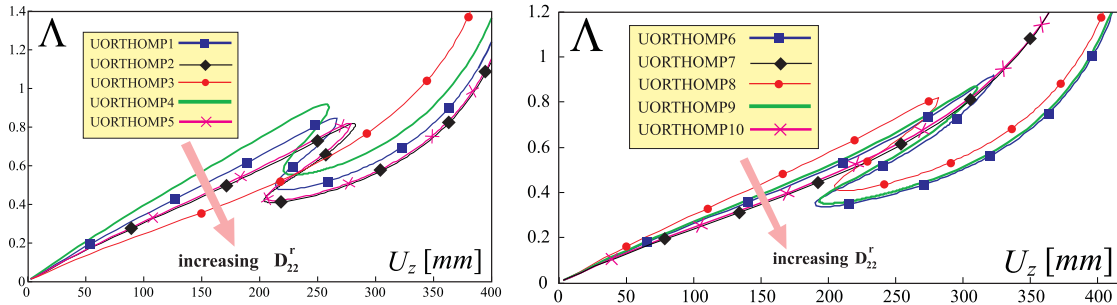 1.4
1.2
1
0.8
0.6
0.4
0.2
0
Λ
UORTHOMP1
UORTHOMP2
UORTHOMP3
UORTHOMP4
UORTHOMP5
increasing D^r_22
U_z [mm]
0 50 100 150 200 250 300 350 400
1.2
1
0.8
0.6
0.4
0.2
0
Λ
UORTHOMP6
UORTHOMP7
UORTHOMP8
UORTHOMP9
UORTHOMP10
increasing D^r_22
U_z [mm]
0 50 100 150 200 250 300 350 400